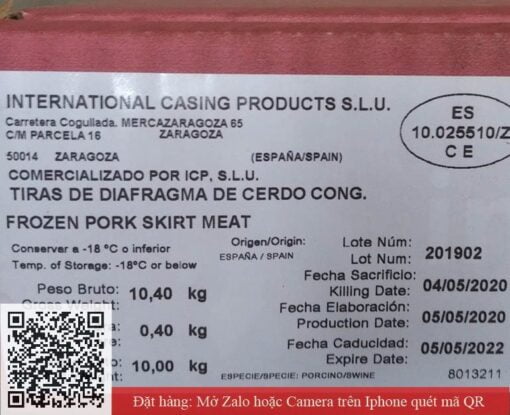 INTERNATIONAL CASING PRODUCTS S.L.U.
Carretera Cogullada. MERCAZARAGOZA 65
C/M PARCELA 16 ZARAGOZA
50014 ZARAGOZA (ESPAÑA/SPAIN)
ES
10.025510/Z
C E
COMERCIALIZADO POR ICP, S.L.U.
TIRAS DE DIAFRAGMA DE CERDO CONG.
FROZEN PORK SKIRT MEAT
Conservar a -18 ºC o inferior
Temp. of Storage: -18ºC or below
Origen/Origin:
ESPAÑA / SPAIN
Lote Núm:
Lot Num: 201902
Fecha Sacrificio:
Killing Date: 04/05/2020
Fecha Elaboración:
Production Date: 05/05/2020
Fecha Caducidad:
Expire Date: 05/05/2022
Peso Bruto: 10,40 kg
0,40 kg
10,00 kg
ESPECIE/SPECIE: PORCINO/SWINE
8013211
Đặt hàng: Mở Zalo hoặc Camera trên Iphone quét mã QR